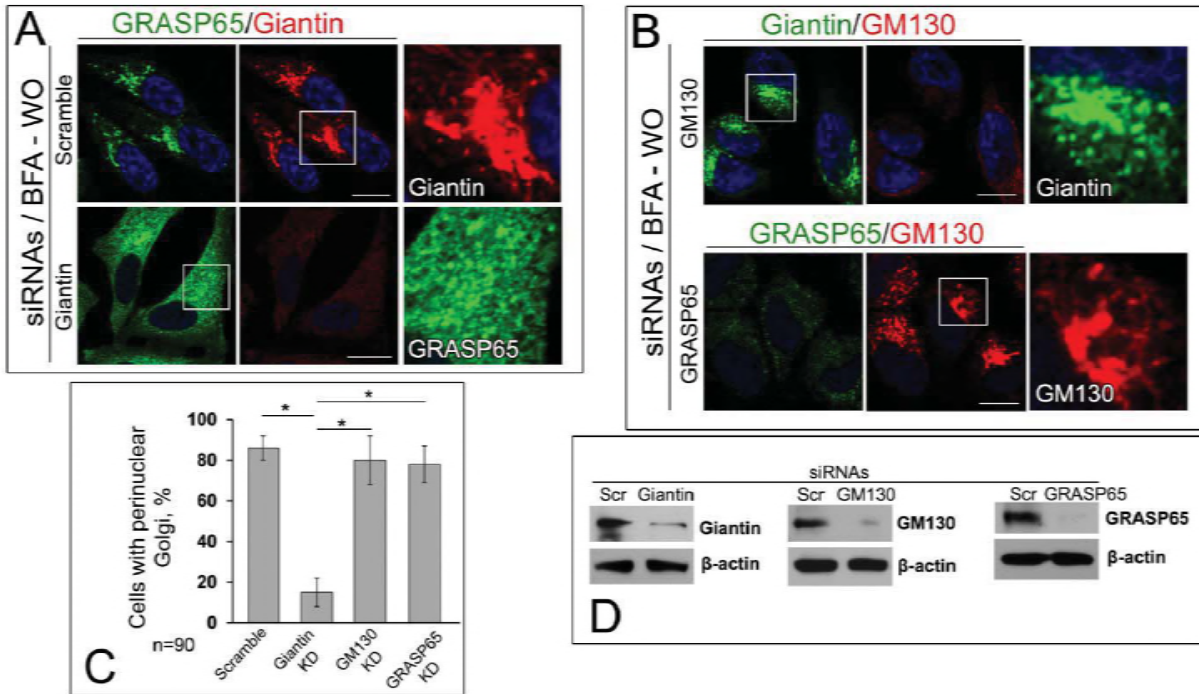 A
GRASP65/Giantin
siRNAs / BFA - WO
Scramble
Giantin
Giantin
GRASP65
B
Giantin/GM130
siRNAs / BFA - WO
GM130
Giantin
GRASP65/GM130
GRASP65
GM130
C
Cells with perinuclear
Golgi, %
100
80
60
40
20
0
* * *
n=90
Scramble
Giantin
KD
GM130
KD
GRASP65
KD
D
siRNAs
Scr Giantin
Giantin
β-actin
Scr GM130
GM130
β-actin
Scr GRASP65
GRASP65
β-actin